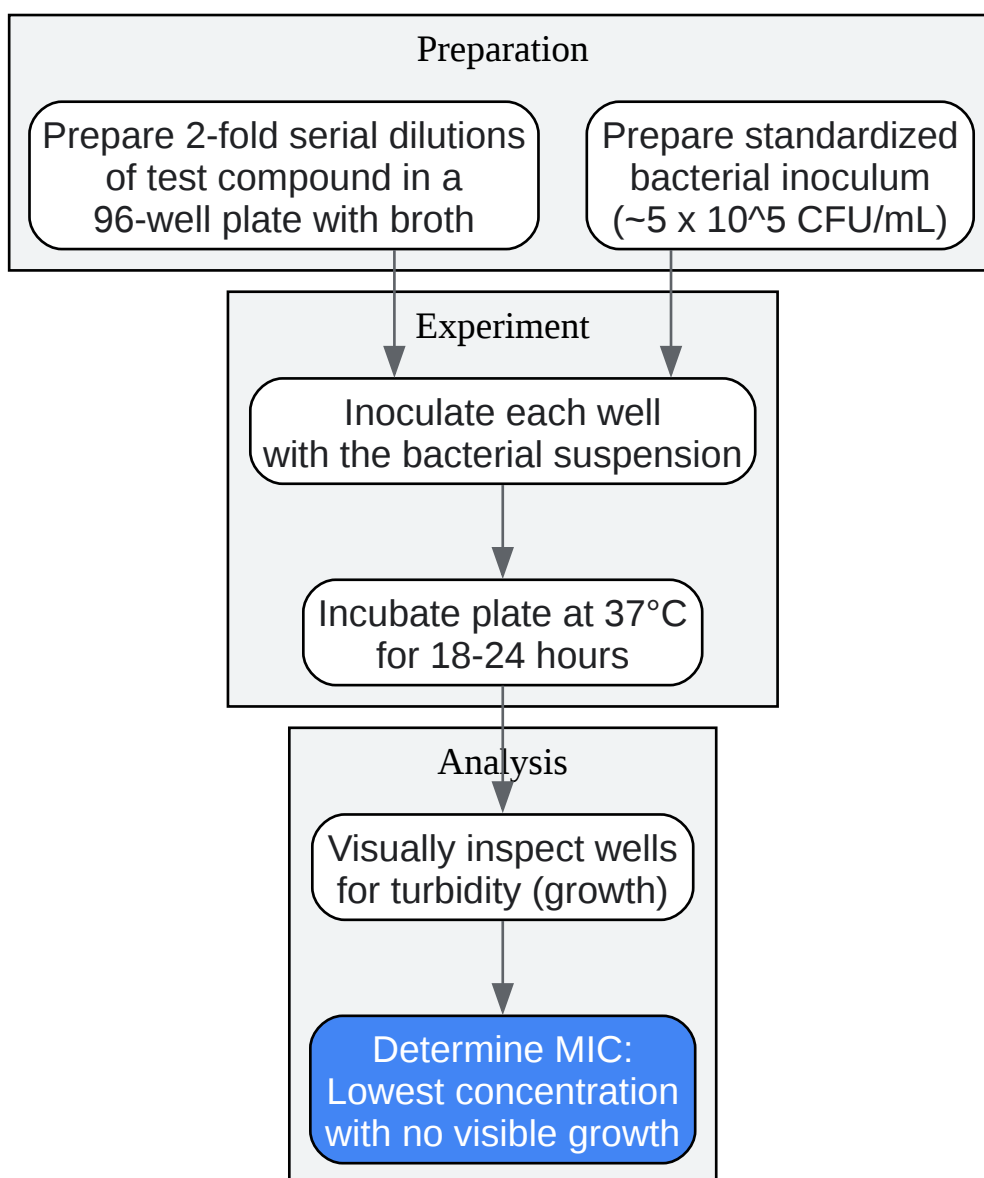 Preparation
Prepare 2-fold serial dilutions
of test compound in a
96-well plate with broth
Prepare standardized
bacterial inoculum
(~5 x 10^5 CFU/mL)
Experiment
Inoculate each well
with the bacterial suspension
Incubate plate at 37°C
for 18-24 hours
Analysis
Visually inspect wells
for turbidity (growth)
Determine MIC:
Lowest concentration
with no visible growth